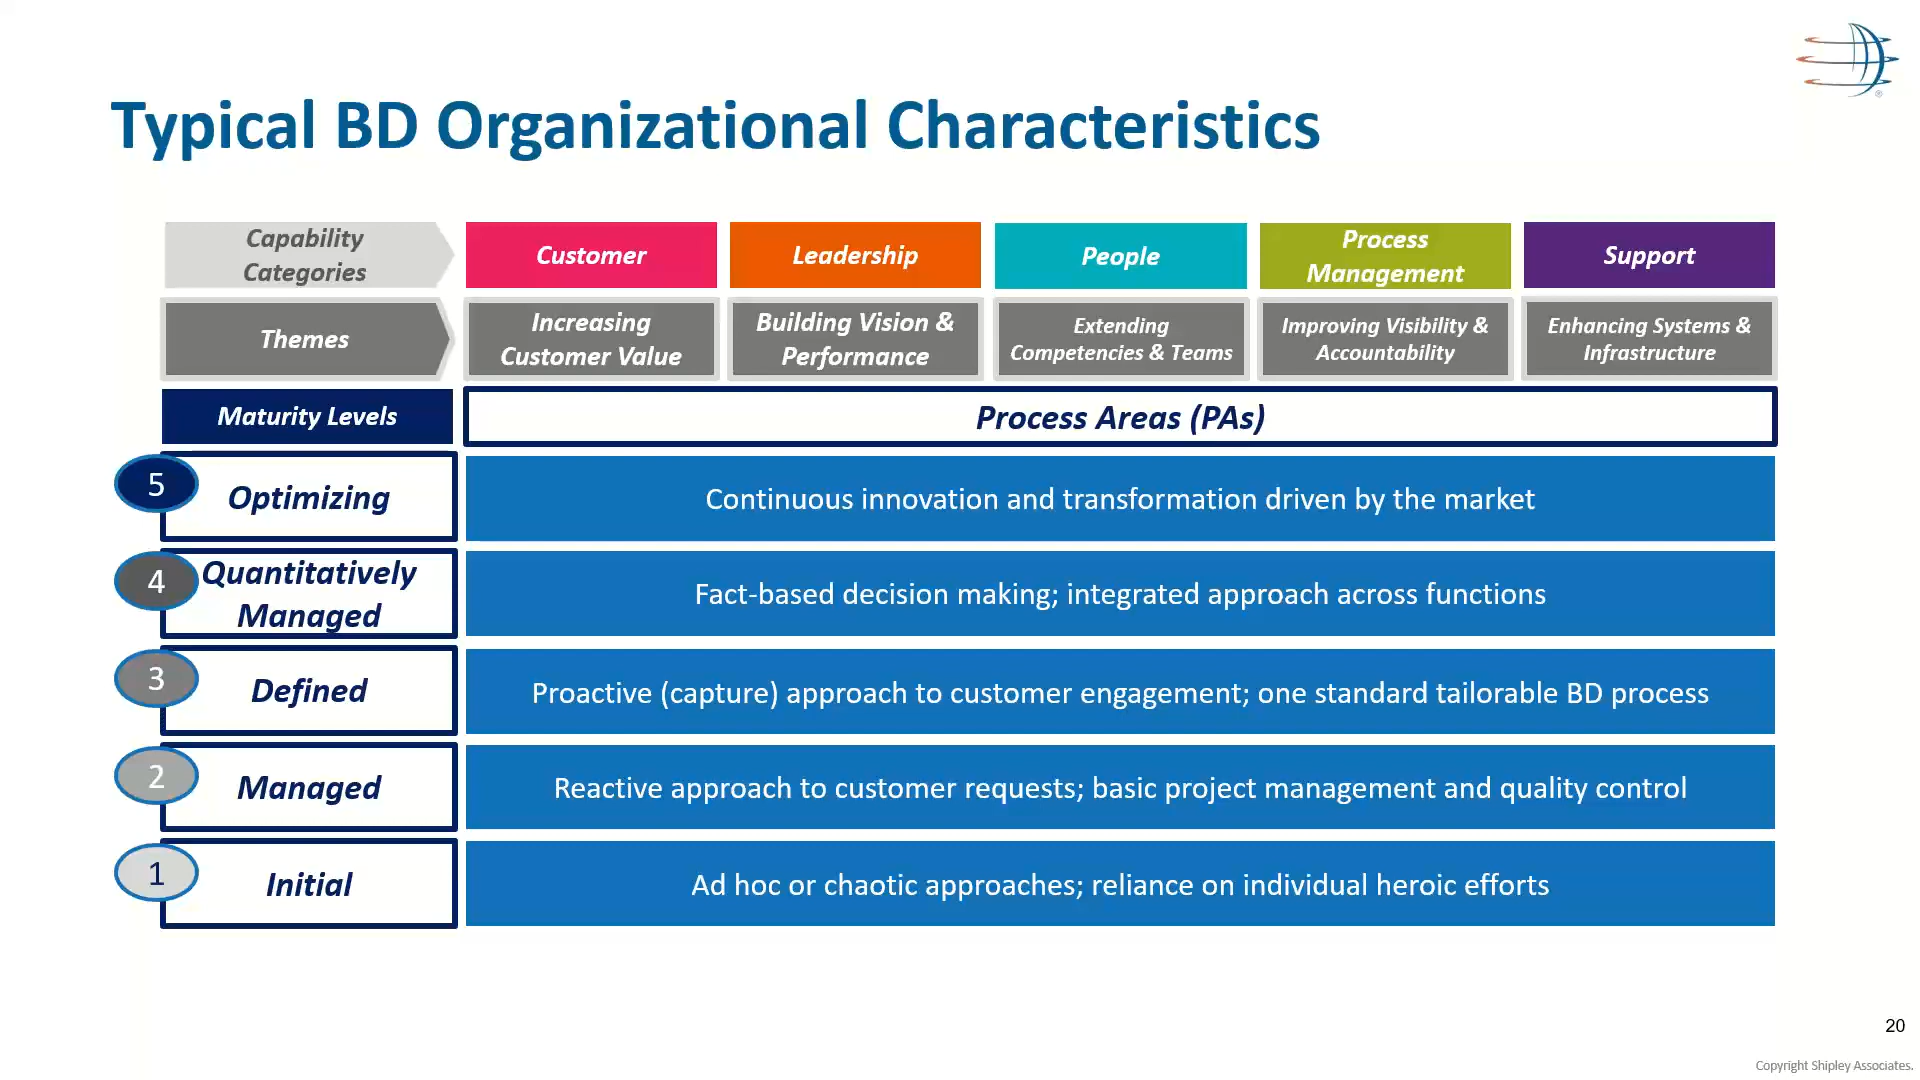 Typical BD Organizational Characteristics
Capability
Categories
Customer
Leadership
People
Process
Management
Support
Themes
Increasing
Customer Value
Building Vision &
Performance
Extending
Competencies & Teams
Improving Visibility &
Accountability
Enhancing Systems &
Infrastructure
Maturity Levels
Process Areas (PAs)
5
Optimizing
Continuous innovation and transformation driven by the market
4
Quantitatively
Managed
Fact-based decision making; integrated approach across functions
3
Defined
Proactive (capture) approach to customer engagement; one standard tailorable BD process
2
Managed
Reactive approach to customer requests; basic project management and quality control
1
Initial
Ad hoc or chaotic approaches; reliance on individual heroic efforts
20
Copyright Shipley Associates.
®